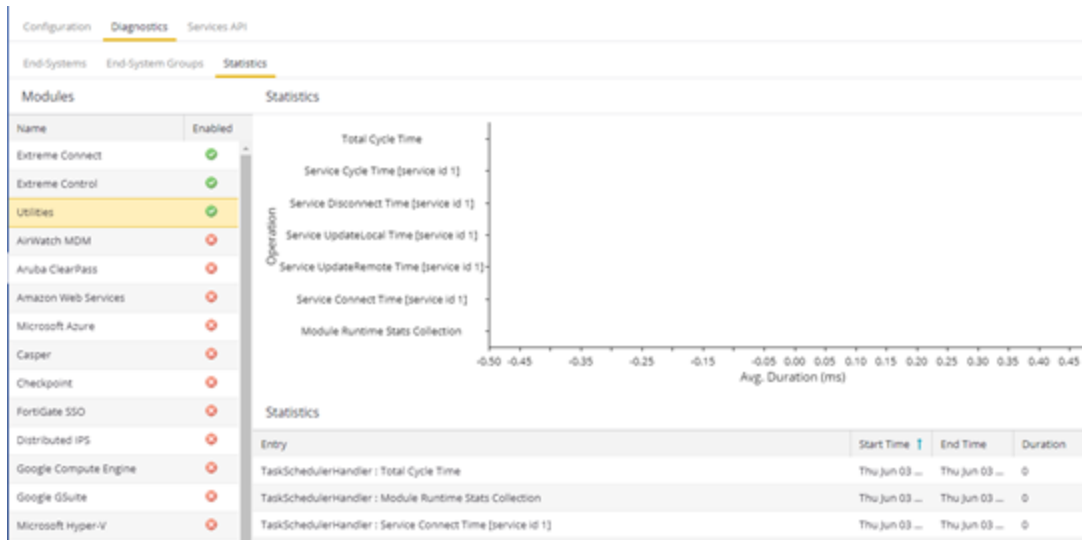 Configuration Diagnostics Services API
End-Systems End-System Groups Statistics
Modules
Name Enabled
Extreme Connect
Extreme Control
Utilities
AirWatch MDM
Aruba ClearPass
Amazon Web Services
Microsoft Azure
Casper
Checkpoint
FortiGate SSO
Distributed IPS
Google Compute Engine
Google GSuite
Microsoft Hyper-V
Statistics
Operation
Total Cycle Time
Service Cycle Time [service id 1]
Service Disconnect Time [service id 1]
Service UpdateLocal Time [service id 1]
Service UpdateRemote Time [service id 1]
Service Connect Time [service id 1]
Module Runtime Stats Collection
-0.50 -0.45 -0.35 -0.25 -0.15 -0.05 0.00 0.05 0.10 0.15 0.20 0.25 0.30 0.35 0.40 0.45
Avg. Duration (ms)
Statistics
Entry Start Time End Time Duration
TaskSchedulerHandler : Total Cycle Time Thu Jun 03 ... Thu Jun 03 ... 0
TaskSchedulerHandler : Module Runtime Stats Collection Thu Jun 03 ... Thu Jun 03 ... 0
TaskSchedulerHandler : Service Connect Time [service id 1] Thu Jun 03 ... Thu Jun 03 ... 0